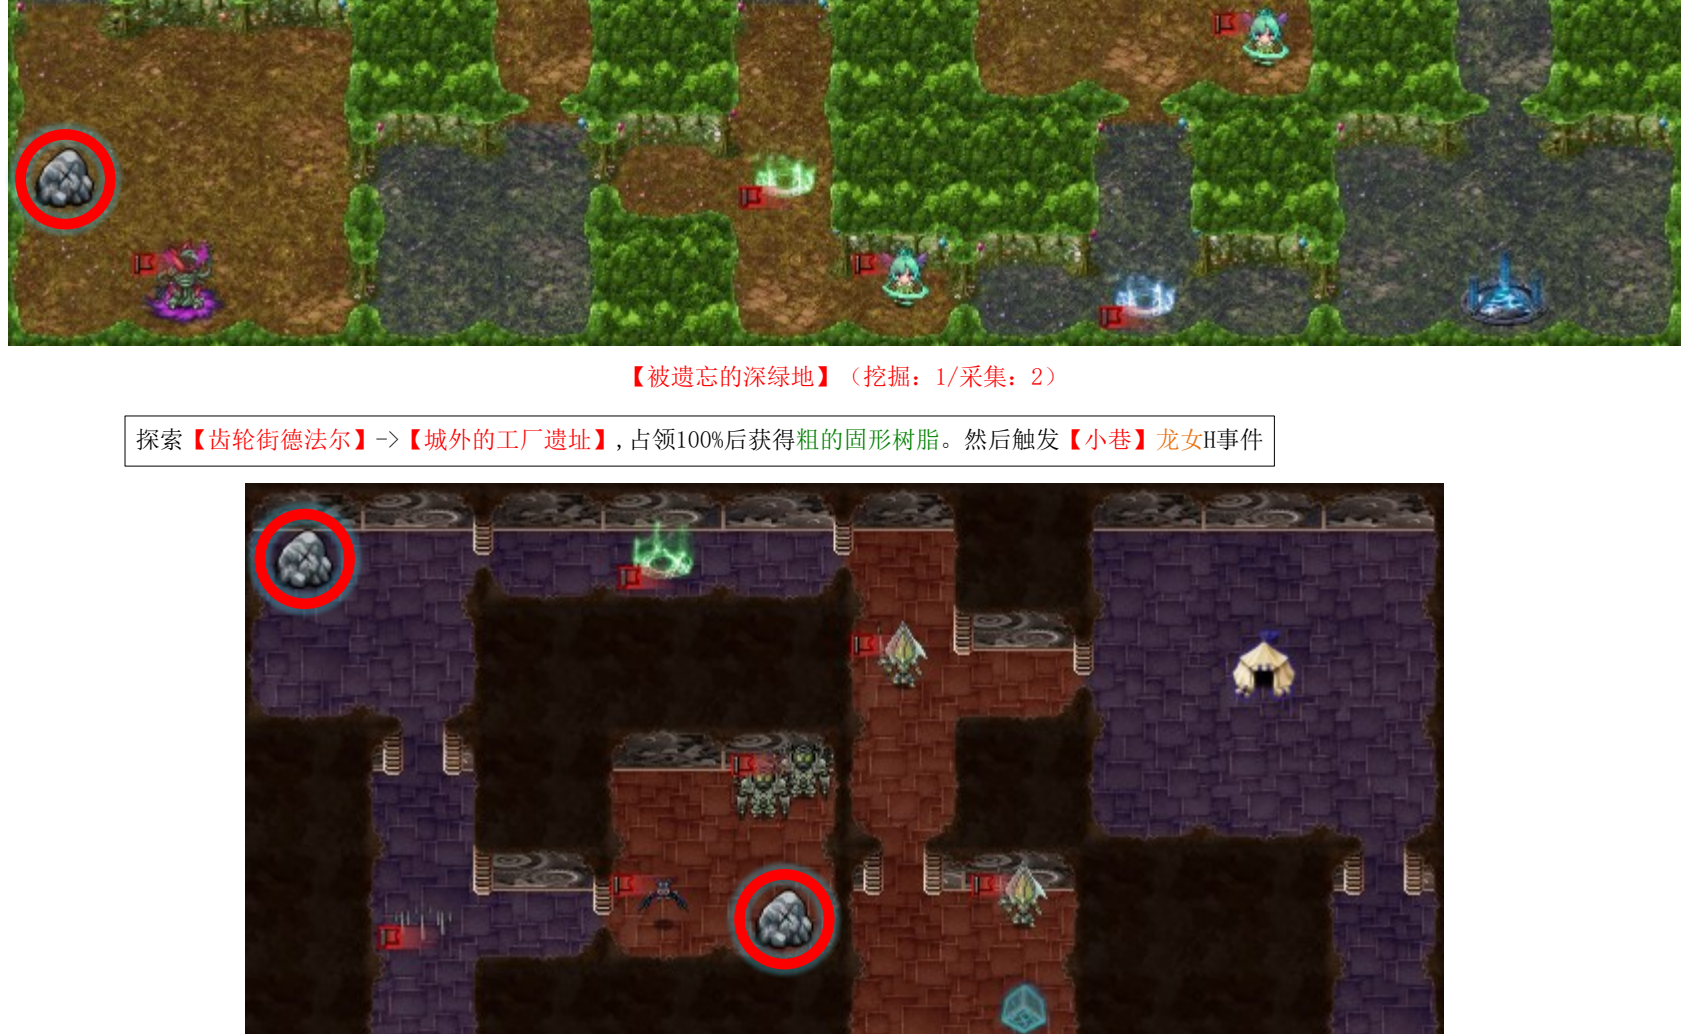 【被遗忘的深绿地】（挖掘：1/采集：2）
探索【齿轮街德法尔】->【城外的工厂遗址】,占领100%后获得粗的固形树脂。然后触发【小巷】龙女H事件